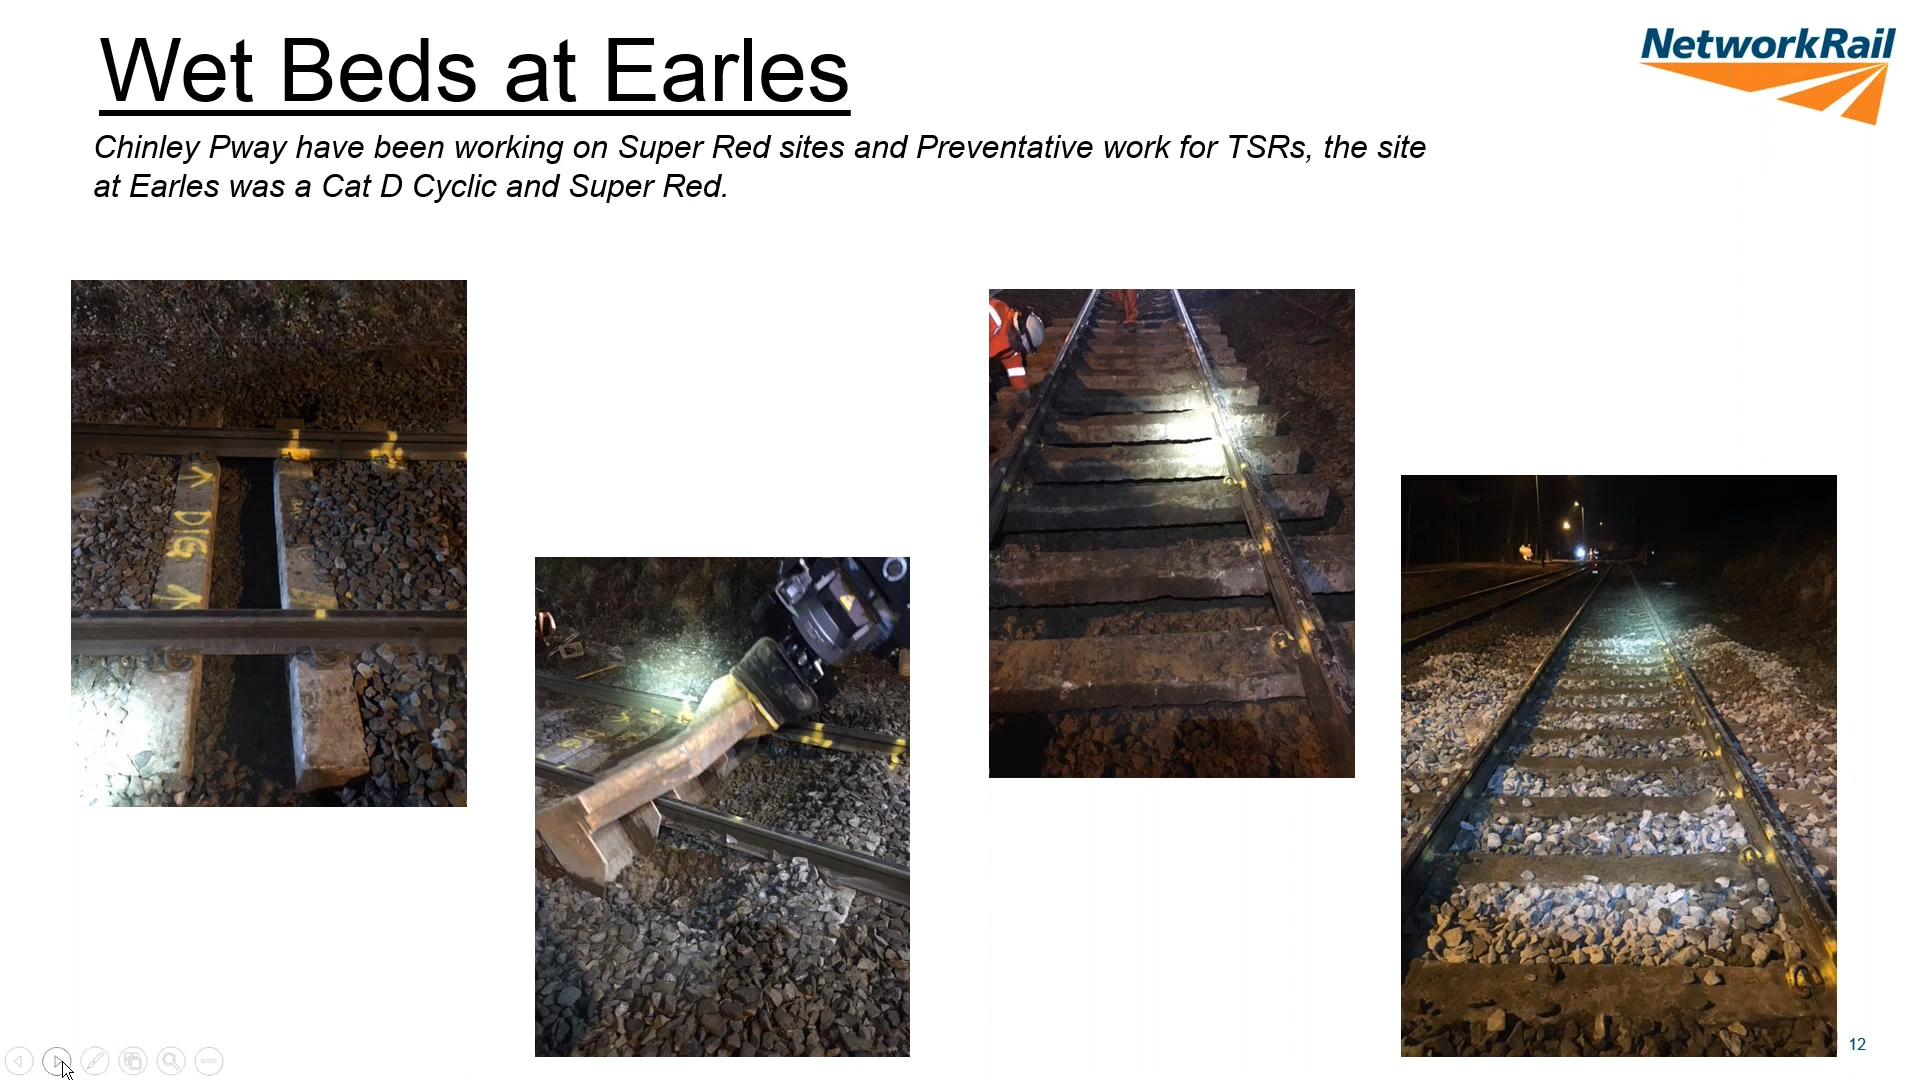 Wet Beds at Earles
NetworkRail
Chinley Pway have been working on Super Red sites and Preventative work for TSRs, the site
at Earles was a Cat D Cyclic and Super Red.
DIG
12